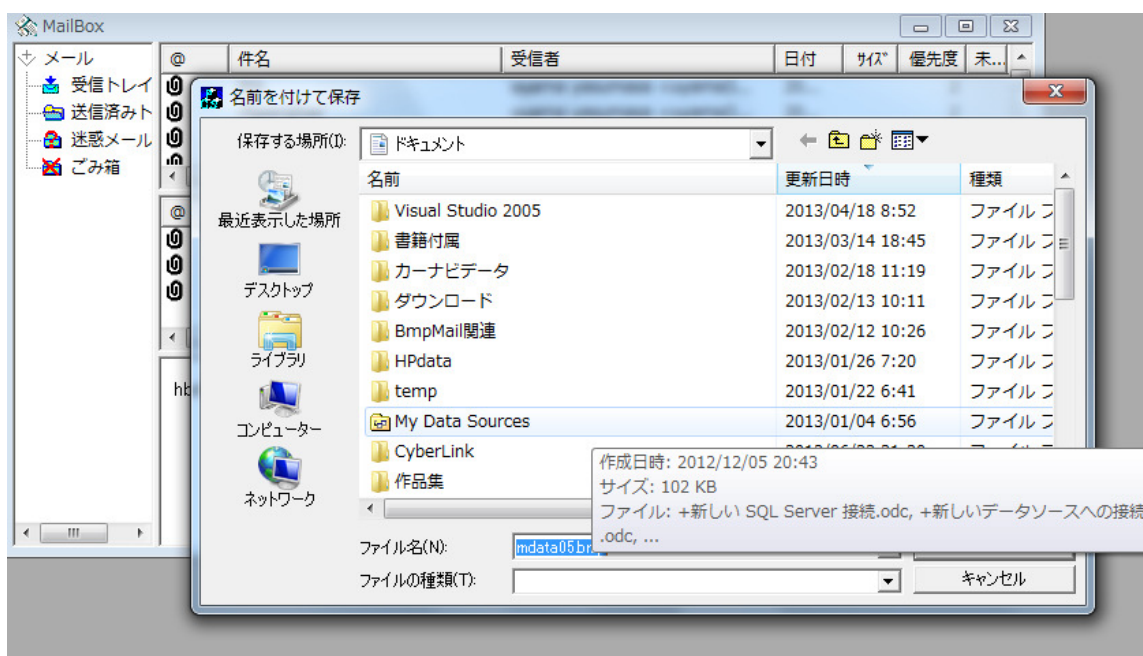 MailBox
メール
受信トレイ
送信済みト
迷惑メール
ごみ箱
@ 件名 受信者 日付 ｻｲｽﾞ 優先度 未...
@
hb
名前を付けて保存
保存する場所(I): ドキュメント
最近表示した場所
デスクトップ
ライブラリ
コンピューター
ネットワーク
名前 更新日時 種類
Visual Studio 2005 2013/04/18 8:52 ファイル フ
書籍付属 2013/03/14 18:45 ファイル フ
カーナビデータ 2013/02/18 11:19 ファイル フ
ダウンロード 2013/02/13 10:11 ファイル フ
BmpMail関連 2013/02/12 10:26 ファイル フ
HPdata 2013/01/26 7:20 ファイル フ
temp 2013/01/22 6:41 ファイル フ
My Data Sources 2013/01/04 6:56 ファイル フ
CyberLink
作品集
作成日時: 2012/12/05 20:43
サイズ: 102 KB
ファイル: +新しい SQL Server 接続.odc, +新しいデータソースへの接続
.odc, ...
ファイル名(N):
ファイルの種類(T):
キャンセル